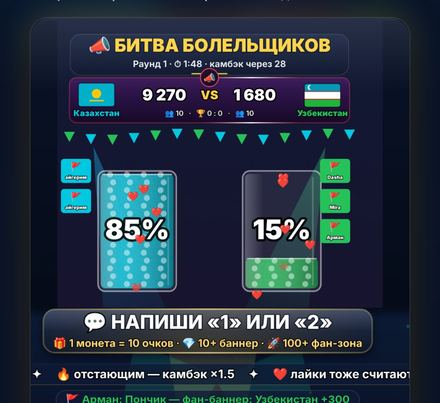 БИТВА БОЛЕЛЬЩИКОВ
Раунд 1 · ⏱ 1:48 · камбэк через 28
9 270 VS 1 680
Казахстан 👥 10 · 🏆 0 : 0 · 👥 10 Узбекистан
айгерим
айгерим
Dasha
Mira
Арман
85%
15%
💬 НАПИШИ «1» ИЛИ «2»
🎁 1 монета = 10 очков · 💎 10+ баннер · 🚀 100+ фан-зона
✦ 🔥 отстающим — камбэк ×1.5 ✦ ❤️ лайки тоже считают
🚩 Арман: Пончик — фан-баннер: Узбекистан +300